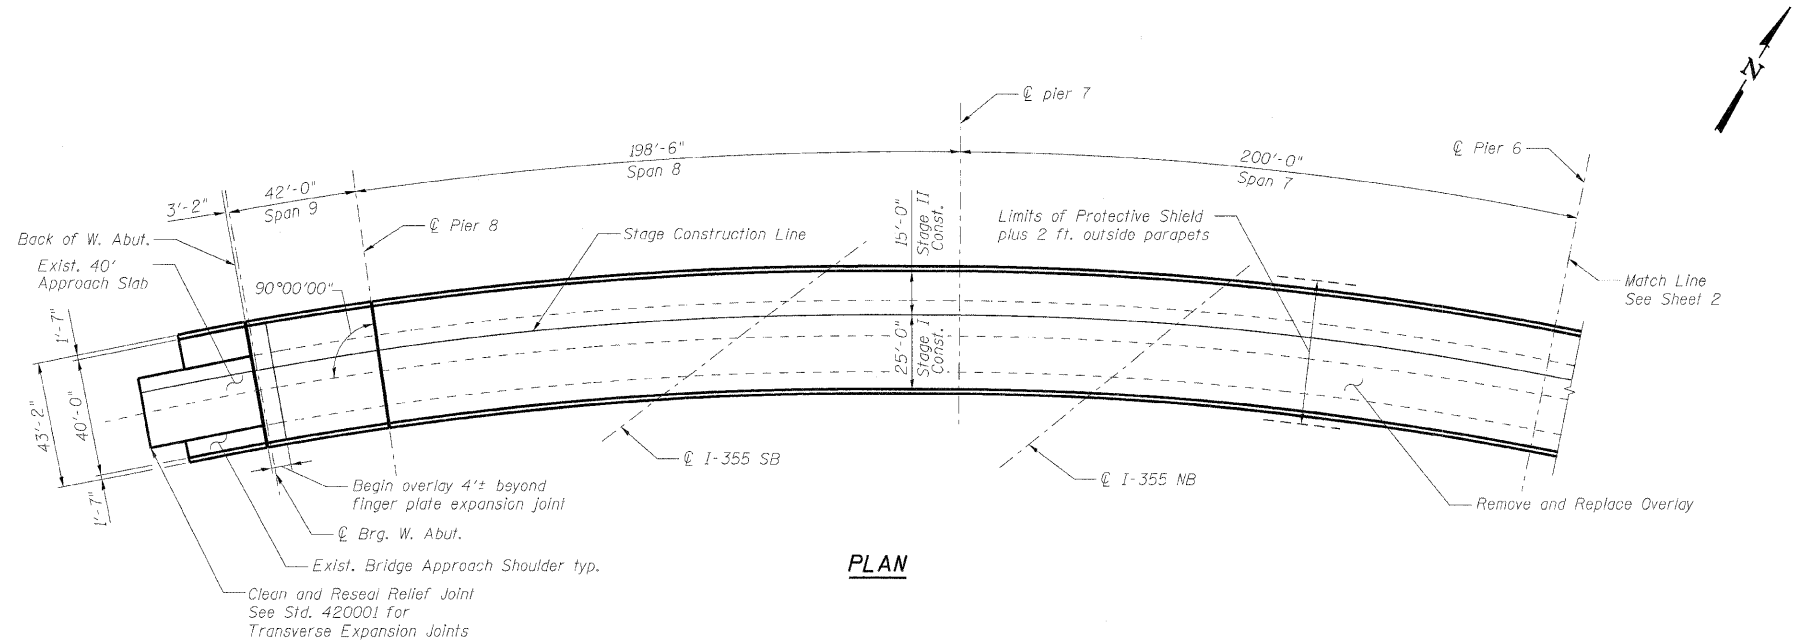 N
℄ pier 7
℄ Pier 6
198'-6"
Span 8
200'-0"
Span 7
42'-0"
Span 9
3'-2"
Back of W. Abut.
Exist. 40'
Approach Slab
℄ Pier 8
Stage Construction Line
15'-0"
Stage II
Const.
Limits of Protective Shield
plus 2 ft. outside parapets
Match Line
See Sheet 2
90°00'00"
1'-7"
43'-2"
40'-0"
1'-7"
25'-0"
Stage I
Const.
℄ I-355 SB
℄ I-355 NB
Remove and Replace Overlay
Begin overlay 4'± beyond
finger plate expansion joint
℄ Brg. W. Abut.
Exist. Bridge Approach Shoulder typ.
Clean and Reseal Relief Joint
See Std. 420001 for
Transverse Expansion Joints
PLAN